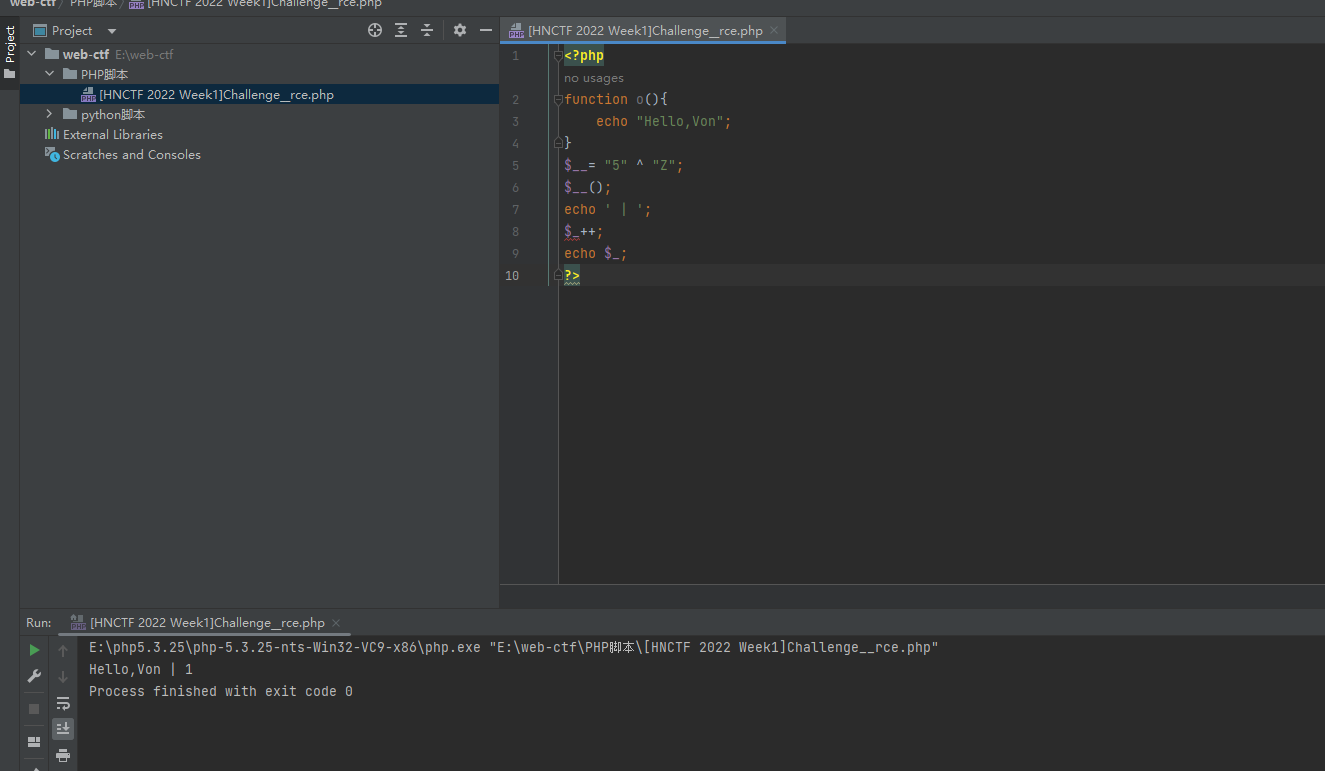 web-ctf / PHP脚本 / [HNCTF 2022 Week1]Challenge__rce.php
Project
Project
web-ctf E:\web-ctf
PHP脚本
[HNCTF 2022 Week1]Challenge__rce.php
python脚本
External Libraries
Scratches and Consoles
[HNCTF 2022 Week1]Challenge__rce.php
1 <?php
no usages
2 function o(){
3 echo "Hello,Von";
4 }
5 $__= "5" ^ "Z";
6 $__();
7 echo ' | ';
8 $_++;
9 echo $_;
10 ?>
Run: [HNCTF 2022 Week1]Challenge__rce.php
E:\php5.3.25\php-5.3.25-nts-Win32-VC9-x86\php.exe "E:\web-ctf\PHP脚本\[HNCTF 2022 Week1]Challenge__rce.php"
Hello,Von | 1
Process finished with exit code 0